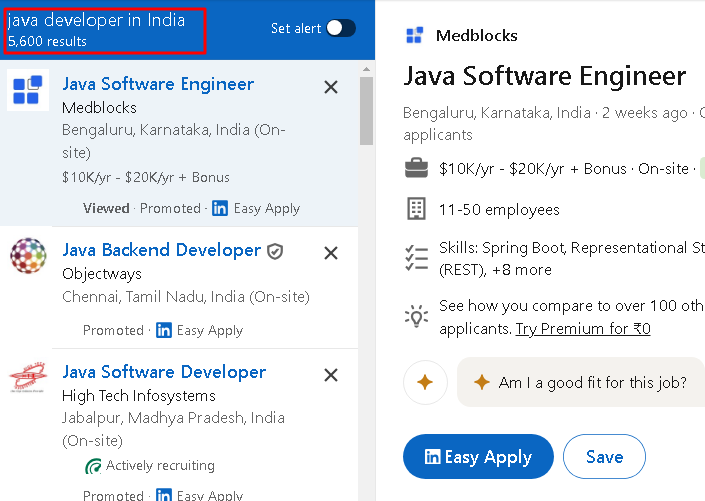 java developer in India
5,600 results
Set alert
Java Software Engineer
Medblocks
Bengaluru, Karnataka, India (On-
site)
$10K/yr - $20K/yr + Bonus
Viewed · Promoted · in Easy Apply
Java Backend Developer
Objectways
Chennai, Tamil Nadu, India (On-site)
Promoted · in Easy Apply
Java Software Developer
High Tech Infosystems
Jabalpur, Madhya Pradesh, India
(On-site)
Actively recruiting
Promoted · in Easy Apply
Medblocks
Java Software Engineer
Bengaluru, Karnataka, India · 2 weeks ago ·
applicants
$10K/yr - $20K/yr + Bonus · On-site ·
11-50 employees
Skills: Spring Boot, Representational
(REST), +8 more
See how you compare to over 100
applicants. Try Premium for ₹0
Am I a good fit for this job?
in Easy Apply
Save